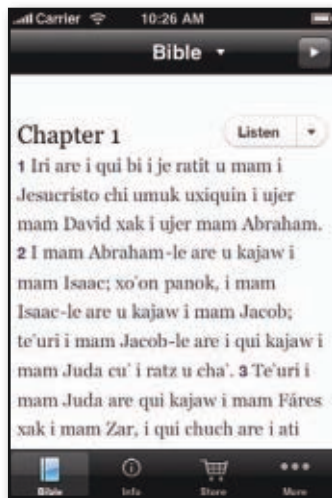 Carrier 10:26 AM
Bible
Chapter 1
Listen
1 Iri are i qui bi i je ratit u mam i
Jesucristo chi umuk uxiquin i ujer
mam David xak i ujer mam Abraham.
2 I mam Abraham-le are u kajaw i
mam Isaac; xo'on panok, i mam
Isaac-le are u kajaw i mam Jacob;
te'uri i mam Jacob-le are i qui kajaw i
mam Juda cu' i ratz u cha'. 3 Te'uri i
mam Juda are qui kajaw i mam Fáres
xak i mam Zar, i qui chuch are i ati
Bible Info Store More